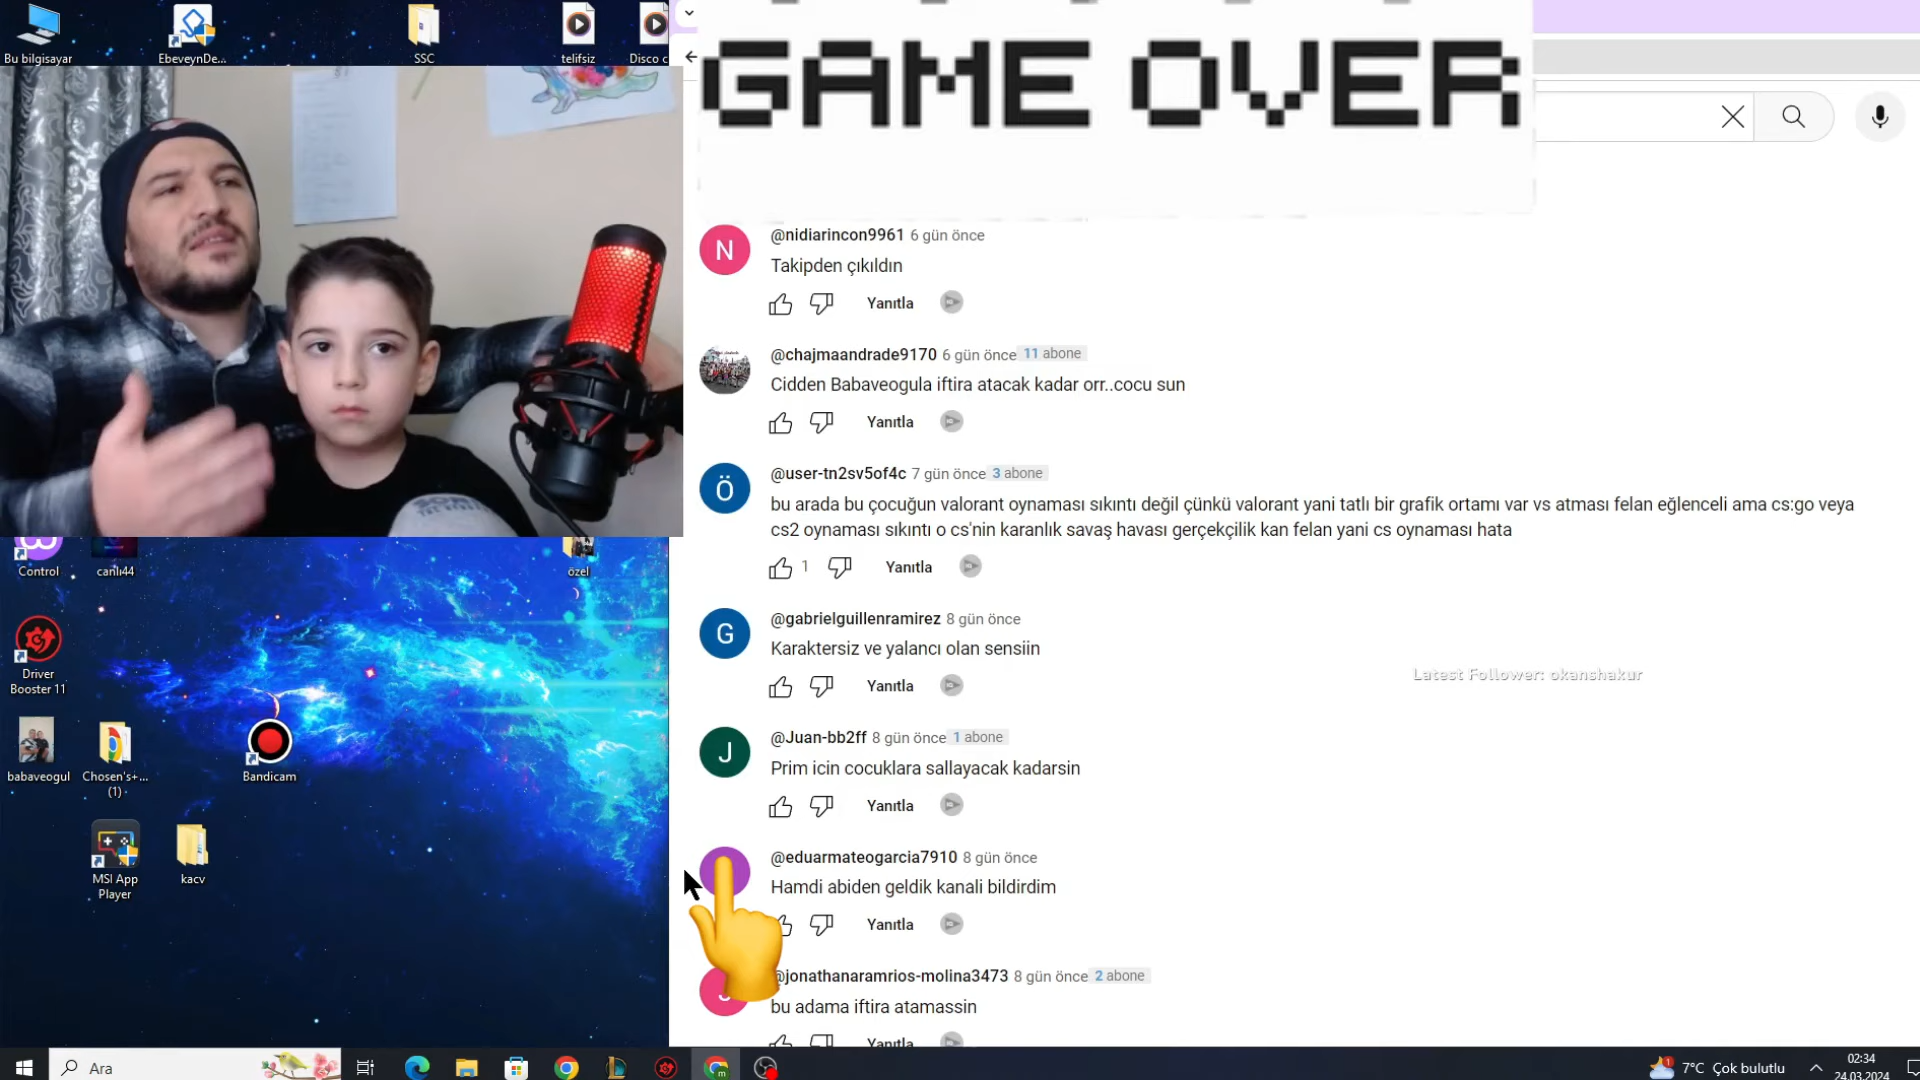 Bu bilgisayar
EbeveynDe...
SSC
telifsiz
Disco c
GAME OVER
N
@nidiarincon9961 6 gün önce
Takipden çıkıldın
Yanıtla
@chajmaandrade9170 6 gün önce 11 abone
Cidden Babaveogula iftira atacak kadar orr..cocu sun
Yanıtla
Ö
@user-tn2sv5of4c 7 gün önce 3 abone
bu arada bu çocuğun valorant oynaması sıkıntı değil çünkü valorant yani tatlı bir grafik ortamı var vs atması felan eğlenceli ama cs:go veya
cs2 oynaması sıkıntı o cs'nin karanlık savaş havası gerçekçilik kan felan yani cs oynaması hata
1 Yanıtla
G
@gabrielguillenramirez 8 gün önce
Karaktersiz ve yalancı olan sensiin
Yanıtla
Latest Follower: okanshakur
J
@Juan-bb2ff 8 gün önce 1 abone
Prim icin cocuklara sallayacak kadarsin
Yanıtla
@eduarmateogarcia7910 8 gün önce
Hamdi abiden geldik kanali bildirdim
Yanıtla
@jonathanaramrios-molina3473 8 gün önce 2 abone
bu adama iftira atamassin
Yanıtla
Control
canlı44
özel
Driver
Booster 11
babaveogul
Chosen's+...
(1)
Bandicam
MSI App
Player
kacv
Ara
7°C Çok bulutlu
02:34
24.03.2024